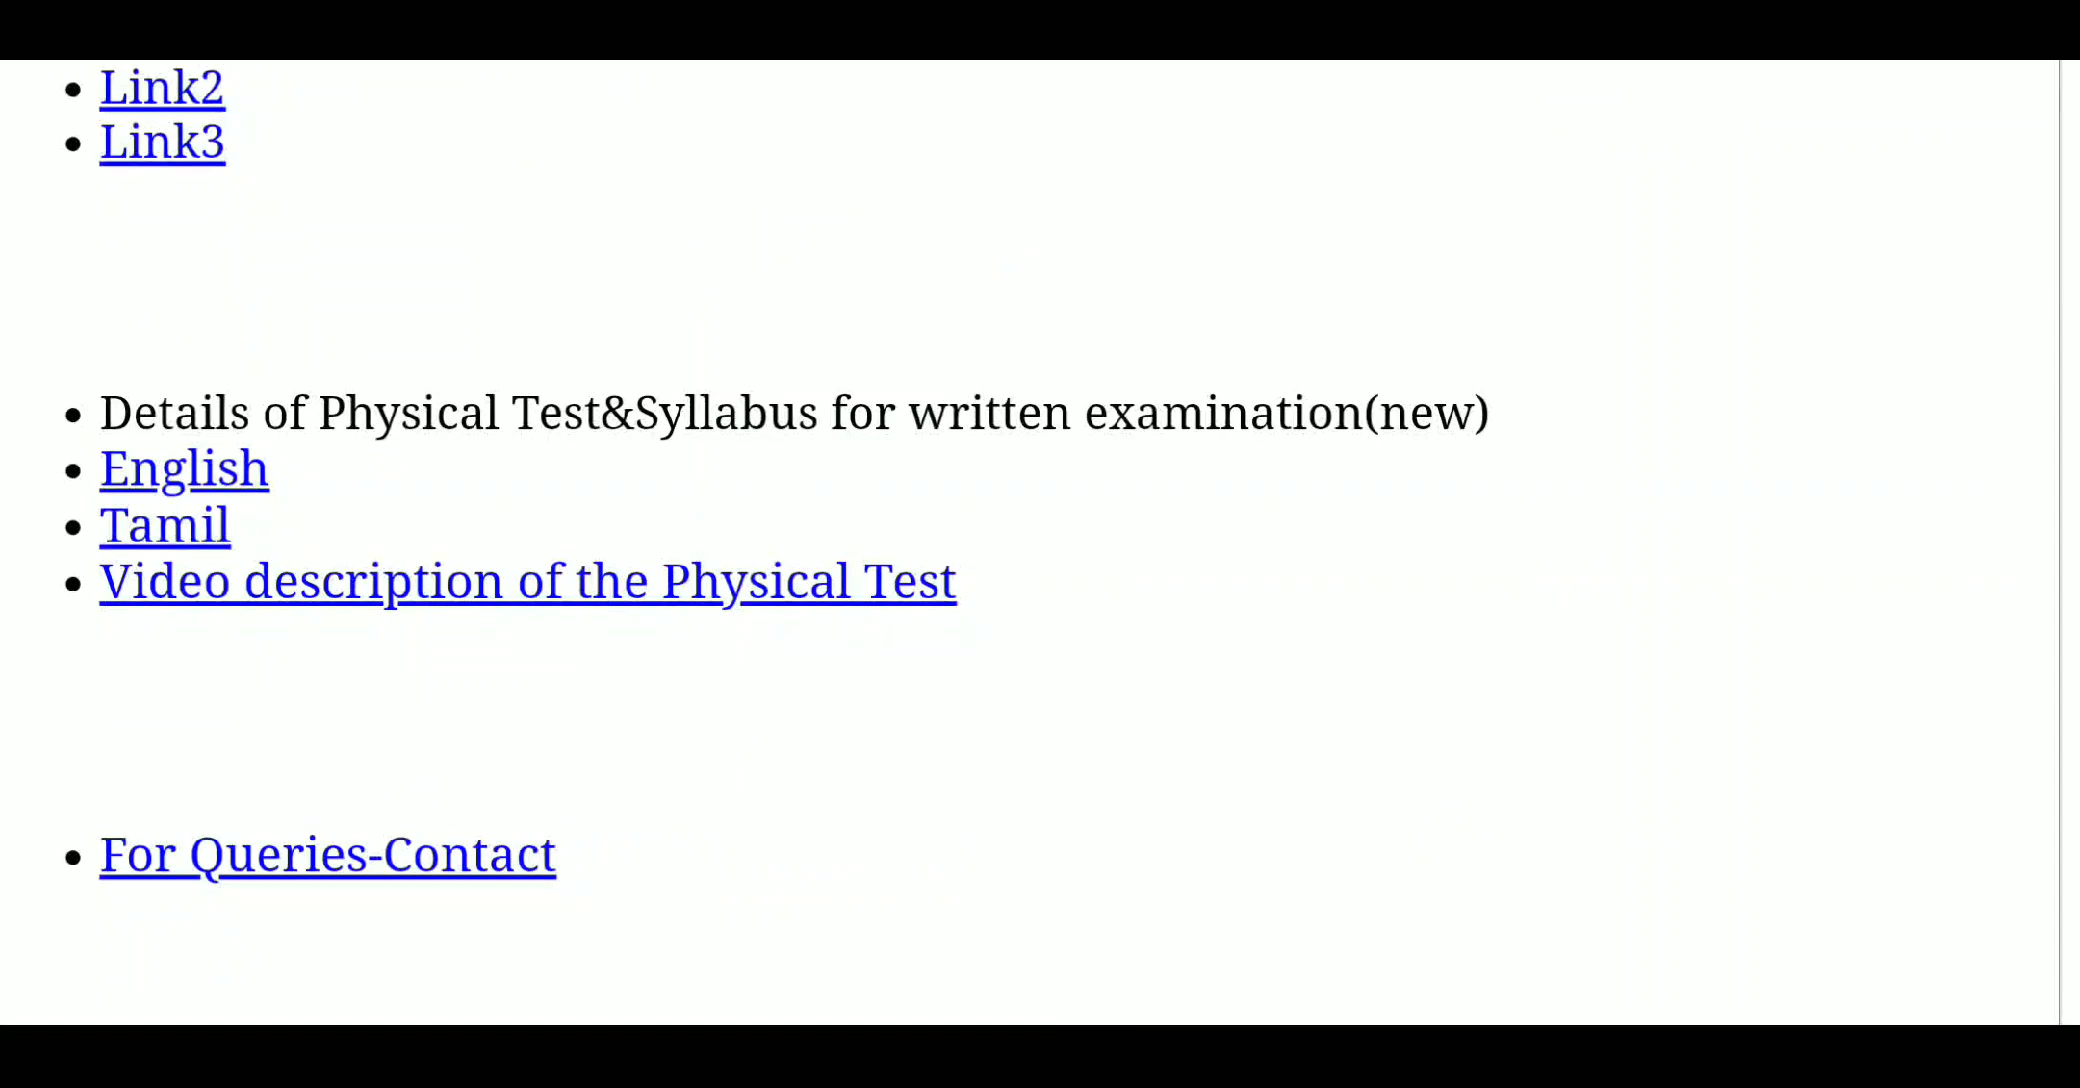 Link2
Link3
Details of Physical Test&Syllabus for written examination(new)
English
Tamil
Video description of the Physical Test
For Queries-Contact